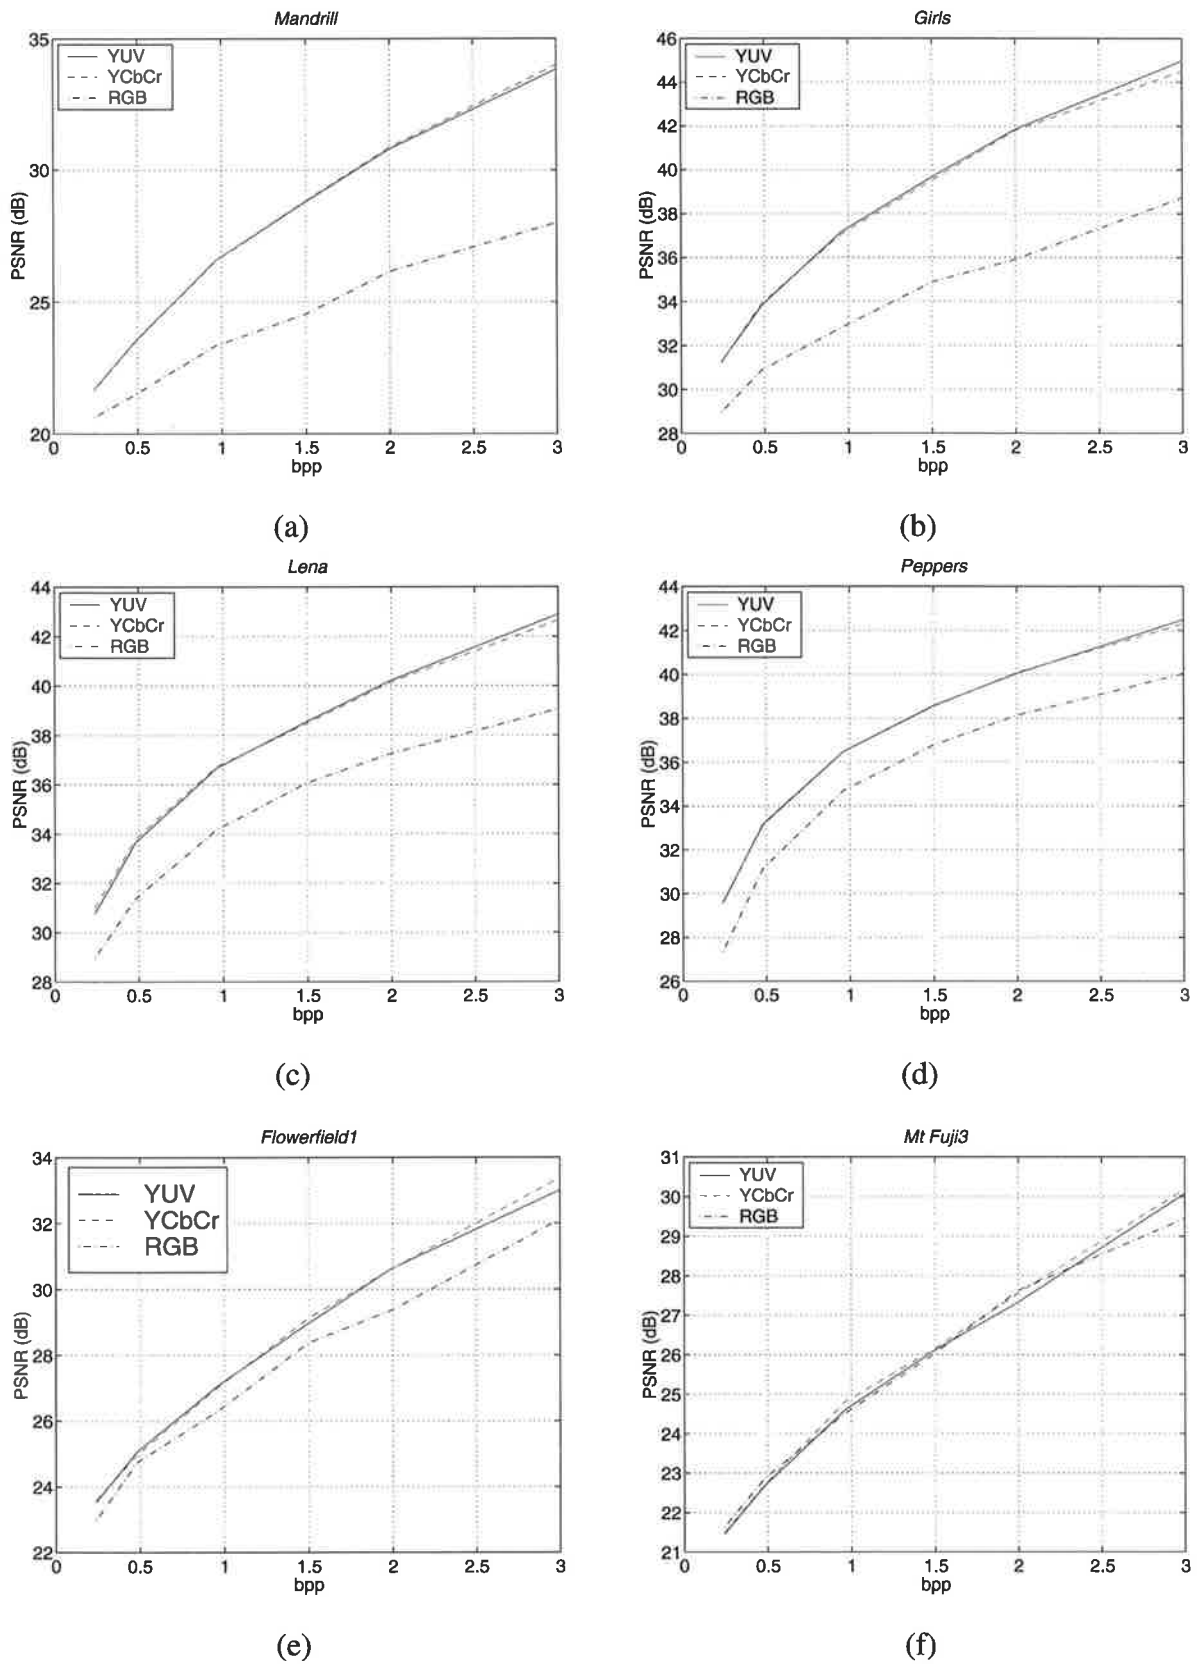 Mandrill
35
30
25
20
PSNR (dB)
YUV
YCbCr
RGB
0 0.5 1 1.5 2 2.5 3
bpp
(a)
Girls
46
44
42
40
38
36
34
32
30
28
PSNR (dB)
YUV
YCbCr
RGB
0 0.5 1 1.5 2 2.5 3
bpp
(b)
Lena
44
42
40
38
36
34
32
30
28
PSNR (dB)
YUV
YCbCr
RGB
0 0.5 1 1.5 2 2.5 3
bpp
(c)
Peppers
44
42
40
38
36
34
32
30
28
26
PSNR (dB)
YUV
YCbCr
RGB
0 0.5 1 1.5 2 2.5 3
bpp
(d)
Flowerfield1
34
32
30
28
26
24
22
PSNR (dB)
YUV
YCbCr
RGB
0 0.5 1 1.5 2 2.5 3
bpp
(e)
Mt Fuji3
31
30
29
28
27
26
25
24
23
22
21
PSNR (dB)
YUV
YCbCr
RGB
0 0.5 1 1.5 2 2.5 3
bpp
(f)